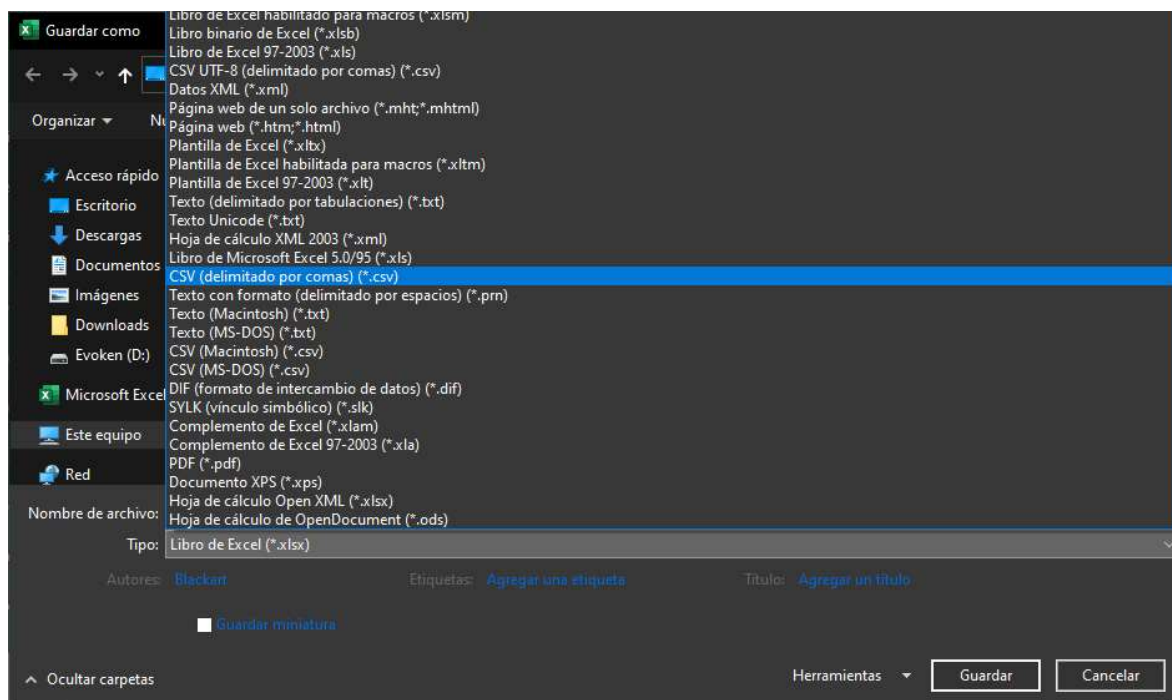 Guardar como
Libro de Excel habilitado para macros (*.xlsm)
Libro binario de Excel (*.xlsb)
Libro de Excel 97-2003 (*.xls)
CSV UTF-8 (delimitado por comas) (*.csv)
Datos XML (*.xml)
Página web de un solo archivo (*.mht;*.mhtml)
Página web (*.htm;*.html)
Plantilla de Excel (*.xltx)
Plantilla de Excel habilitada para macros (*.xltm)
Plantilla de Excel 97-2003 (*.xlt)
Texto (delimitado por tabulaciones) (*.txt)
Texto Unicode (*.txt)
Hoja de cálculo XML 2003 (*.xml)
Libro de Microsoft Excel 5.0/95 (*.xls)
CSV (delimitado por comas) (*.csv)
Texto con formato (delimitado por espacios) (*.prn)
Texto (Macintosh) (*.txt)
Texto (MS-DOS) (*.txt)
CSV (Macintosh) (*.csv)
CSV (MS-DOS) (*.csv)
DIF (formato de intercambio de datos) (*.dif)
SYLK (vínculo simbólico) (*.slk)
Complemento de Excel (*.xlam)
Complemento de Excel 97-2003 (*.xla)
PDF (*.pdf)
Documento XPS (*.xps)
Hoja de cálculo Open XML (*.xlsx)
Hoja de cálculo de OpenDocument (*.ods)
Organizar
Acceso rápido
Escritorio
Descargas
Documentos
Imágenes
Downloads
Evoken (D:)
Microsoft Excel
Este equipo
Red
Nombre de archivo:
Tipo: Libro de Excel (*.xlsx)
Autores: Blackart Etiquetas: Agregar una etiqueta Título: Agregar un título
Guardar miniatura
Ocultar carpetas Herramientas Guardar Cancelar